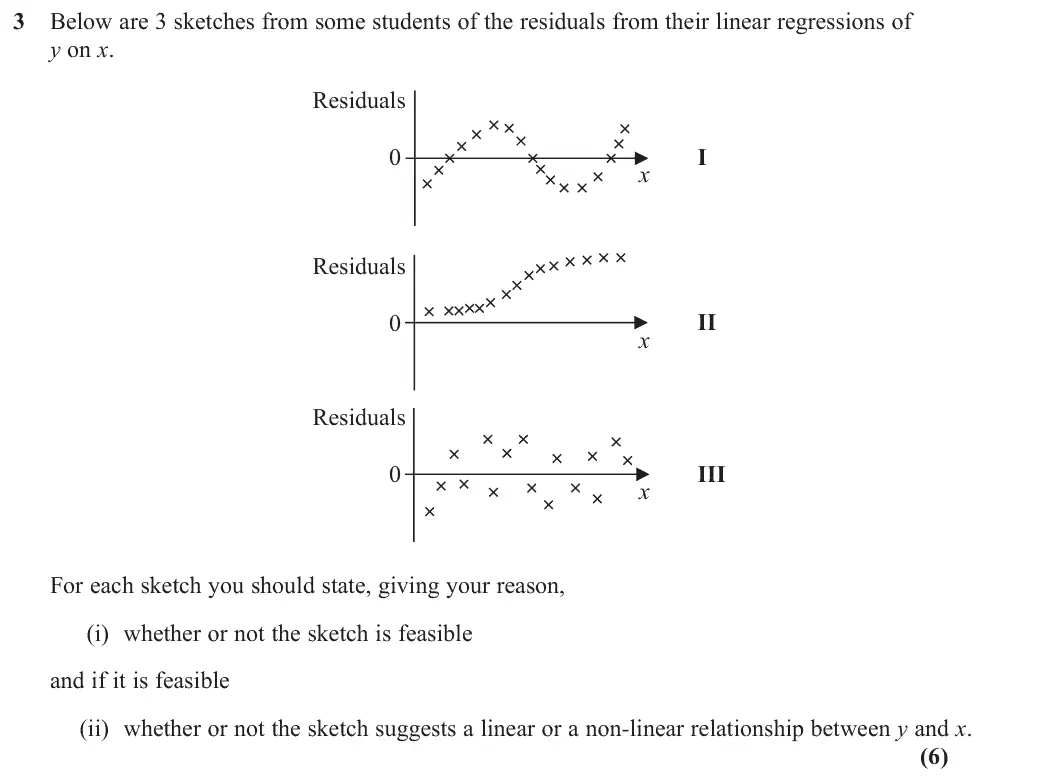 3 Below are 3 sketches from some students of the residuals from their linear regressions of
y on x.
Residuals
0
x
I
Residuals
0
x
II
Residuals
0
x
III
For each sketch you should state, giving your reason,
(i) whether or not the sketch is feasible
and if it is feasible
(ii) whether or not the sketch suggests a linear or a non-linear relationship between y and x.
(6)